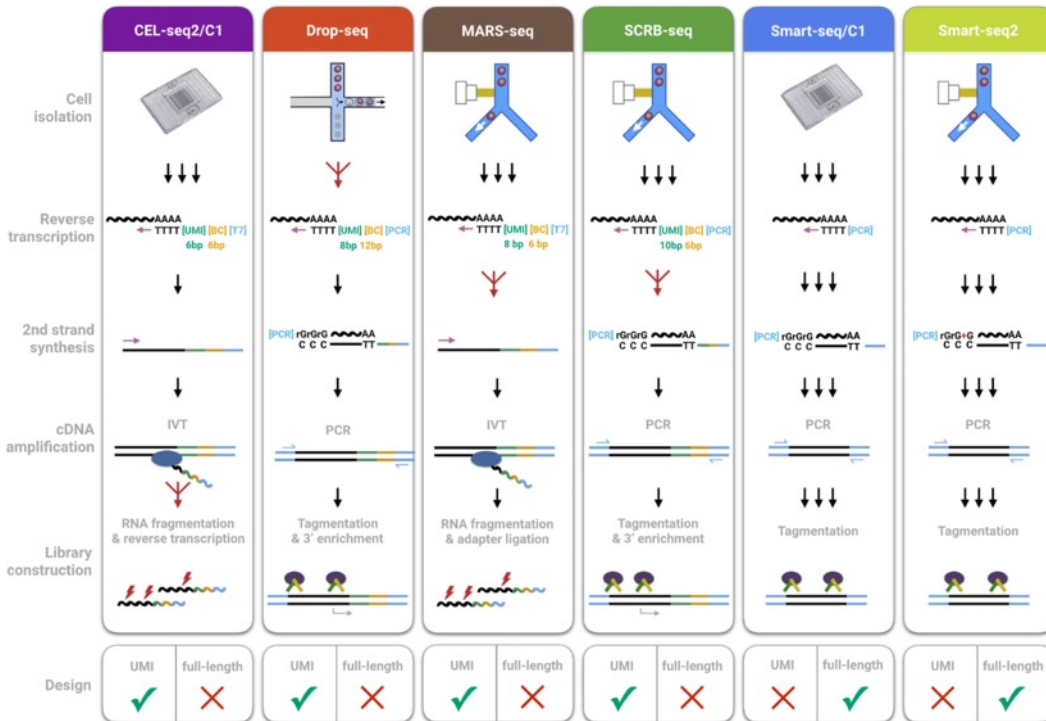 CEL-seq2/C1 Drop-seq MARS-seq SCRB-seq Smart-seq/C1 Smart-seq2
Cell
isolation
Reverse
transcription
AAAA AAAA AAAA AAAA AAAA AAAA
TTTT [UMI] [BC] [T7] TTTT [UMI] [BC] [PCR] TTTT [UMI] [BC] [T7] TTTT [UMI] [BC] [PCR] TTTT [PCR] TTTT [PCR]
6bp 6bp 8bp 12bp 8 bp 6 bp 10bp 6bp
2nd strand
synthesis
[PCR] rGrGrG AA [PCR] rGrGrG AA [PCR] rGrGrG AA [PCR] rGrG+G AA
C C C TT C C C TT C C C TT C C C TT
cDNA
amplification
IVT PCR IVT PCR PCR PCR
Library
construction
RNA fragmentation Tagmentation RNA fragmentation Tagmentation Tagmentation Tagmentation
& reverse transcription & 3’ enrichment & adapter ligation & 3’ enrichment
Design
UMI full-length UMI full-length UMI full-length UMI full-length UMI full-length UMI full-length